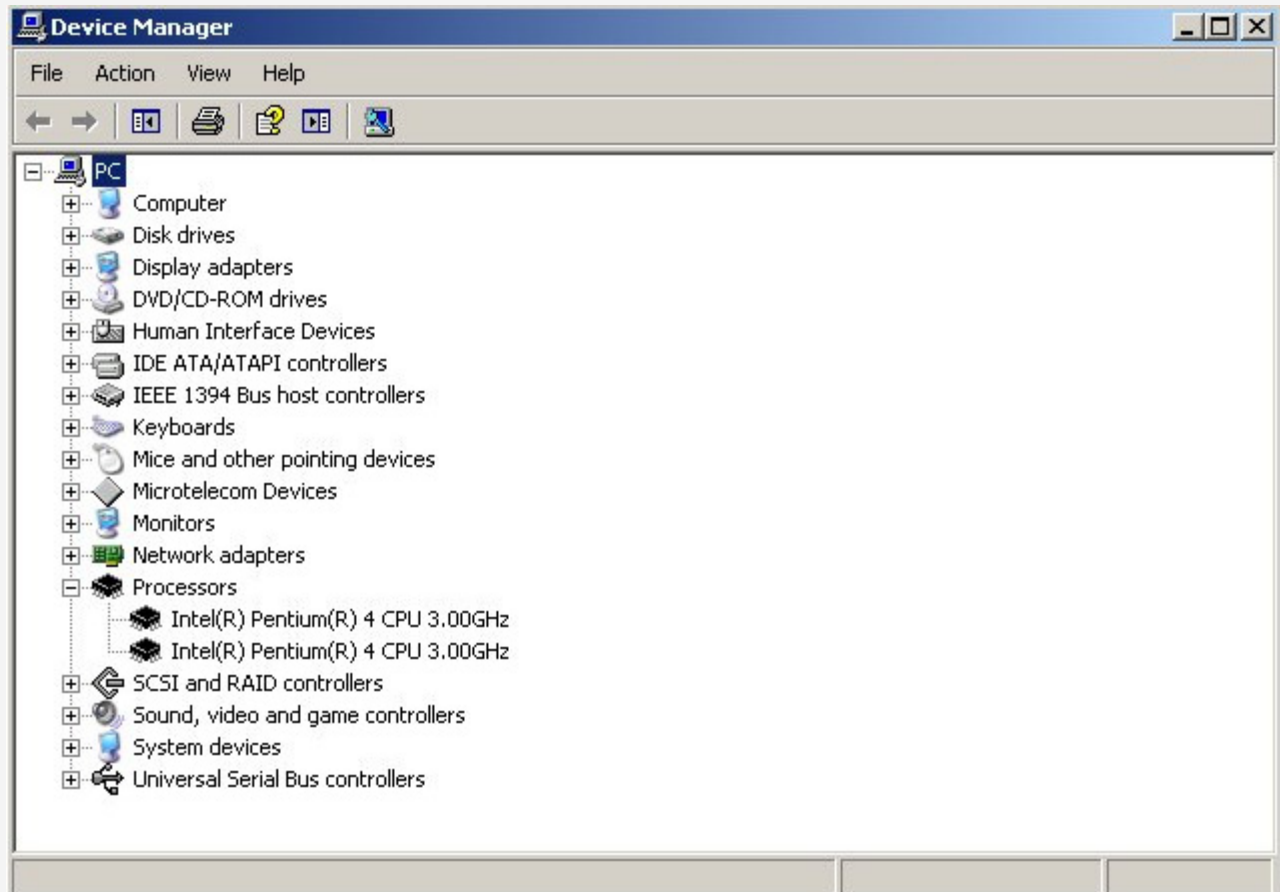 Device Manager
File Action View Help
PC
Computer
Disk drives
Display adapters
DVD/CD-ROM drives
Human Interface Devices
IDE ATA/ATAPI controllers
IEEE 1394 Bus host controllers
Keyboards
Mice and other pointing devices
Microtelecom Devices
Monitors
Network adapters
Processors
Intel(R) Pentium(R) 4 CPU 3.00GHz
Intel(R) Pentium(R) 4 CPU 3.00GHz
SCSI and RAID controllers
Sound, video and game controllers
System devices
Universal Serial Bus controllers